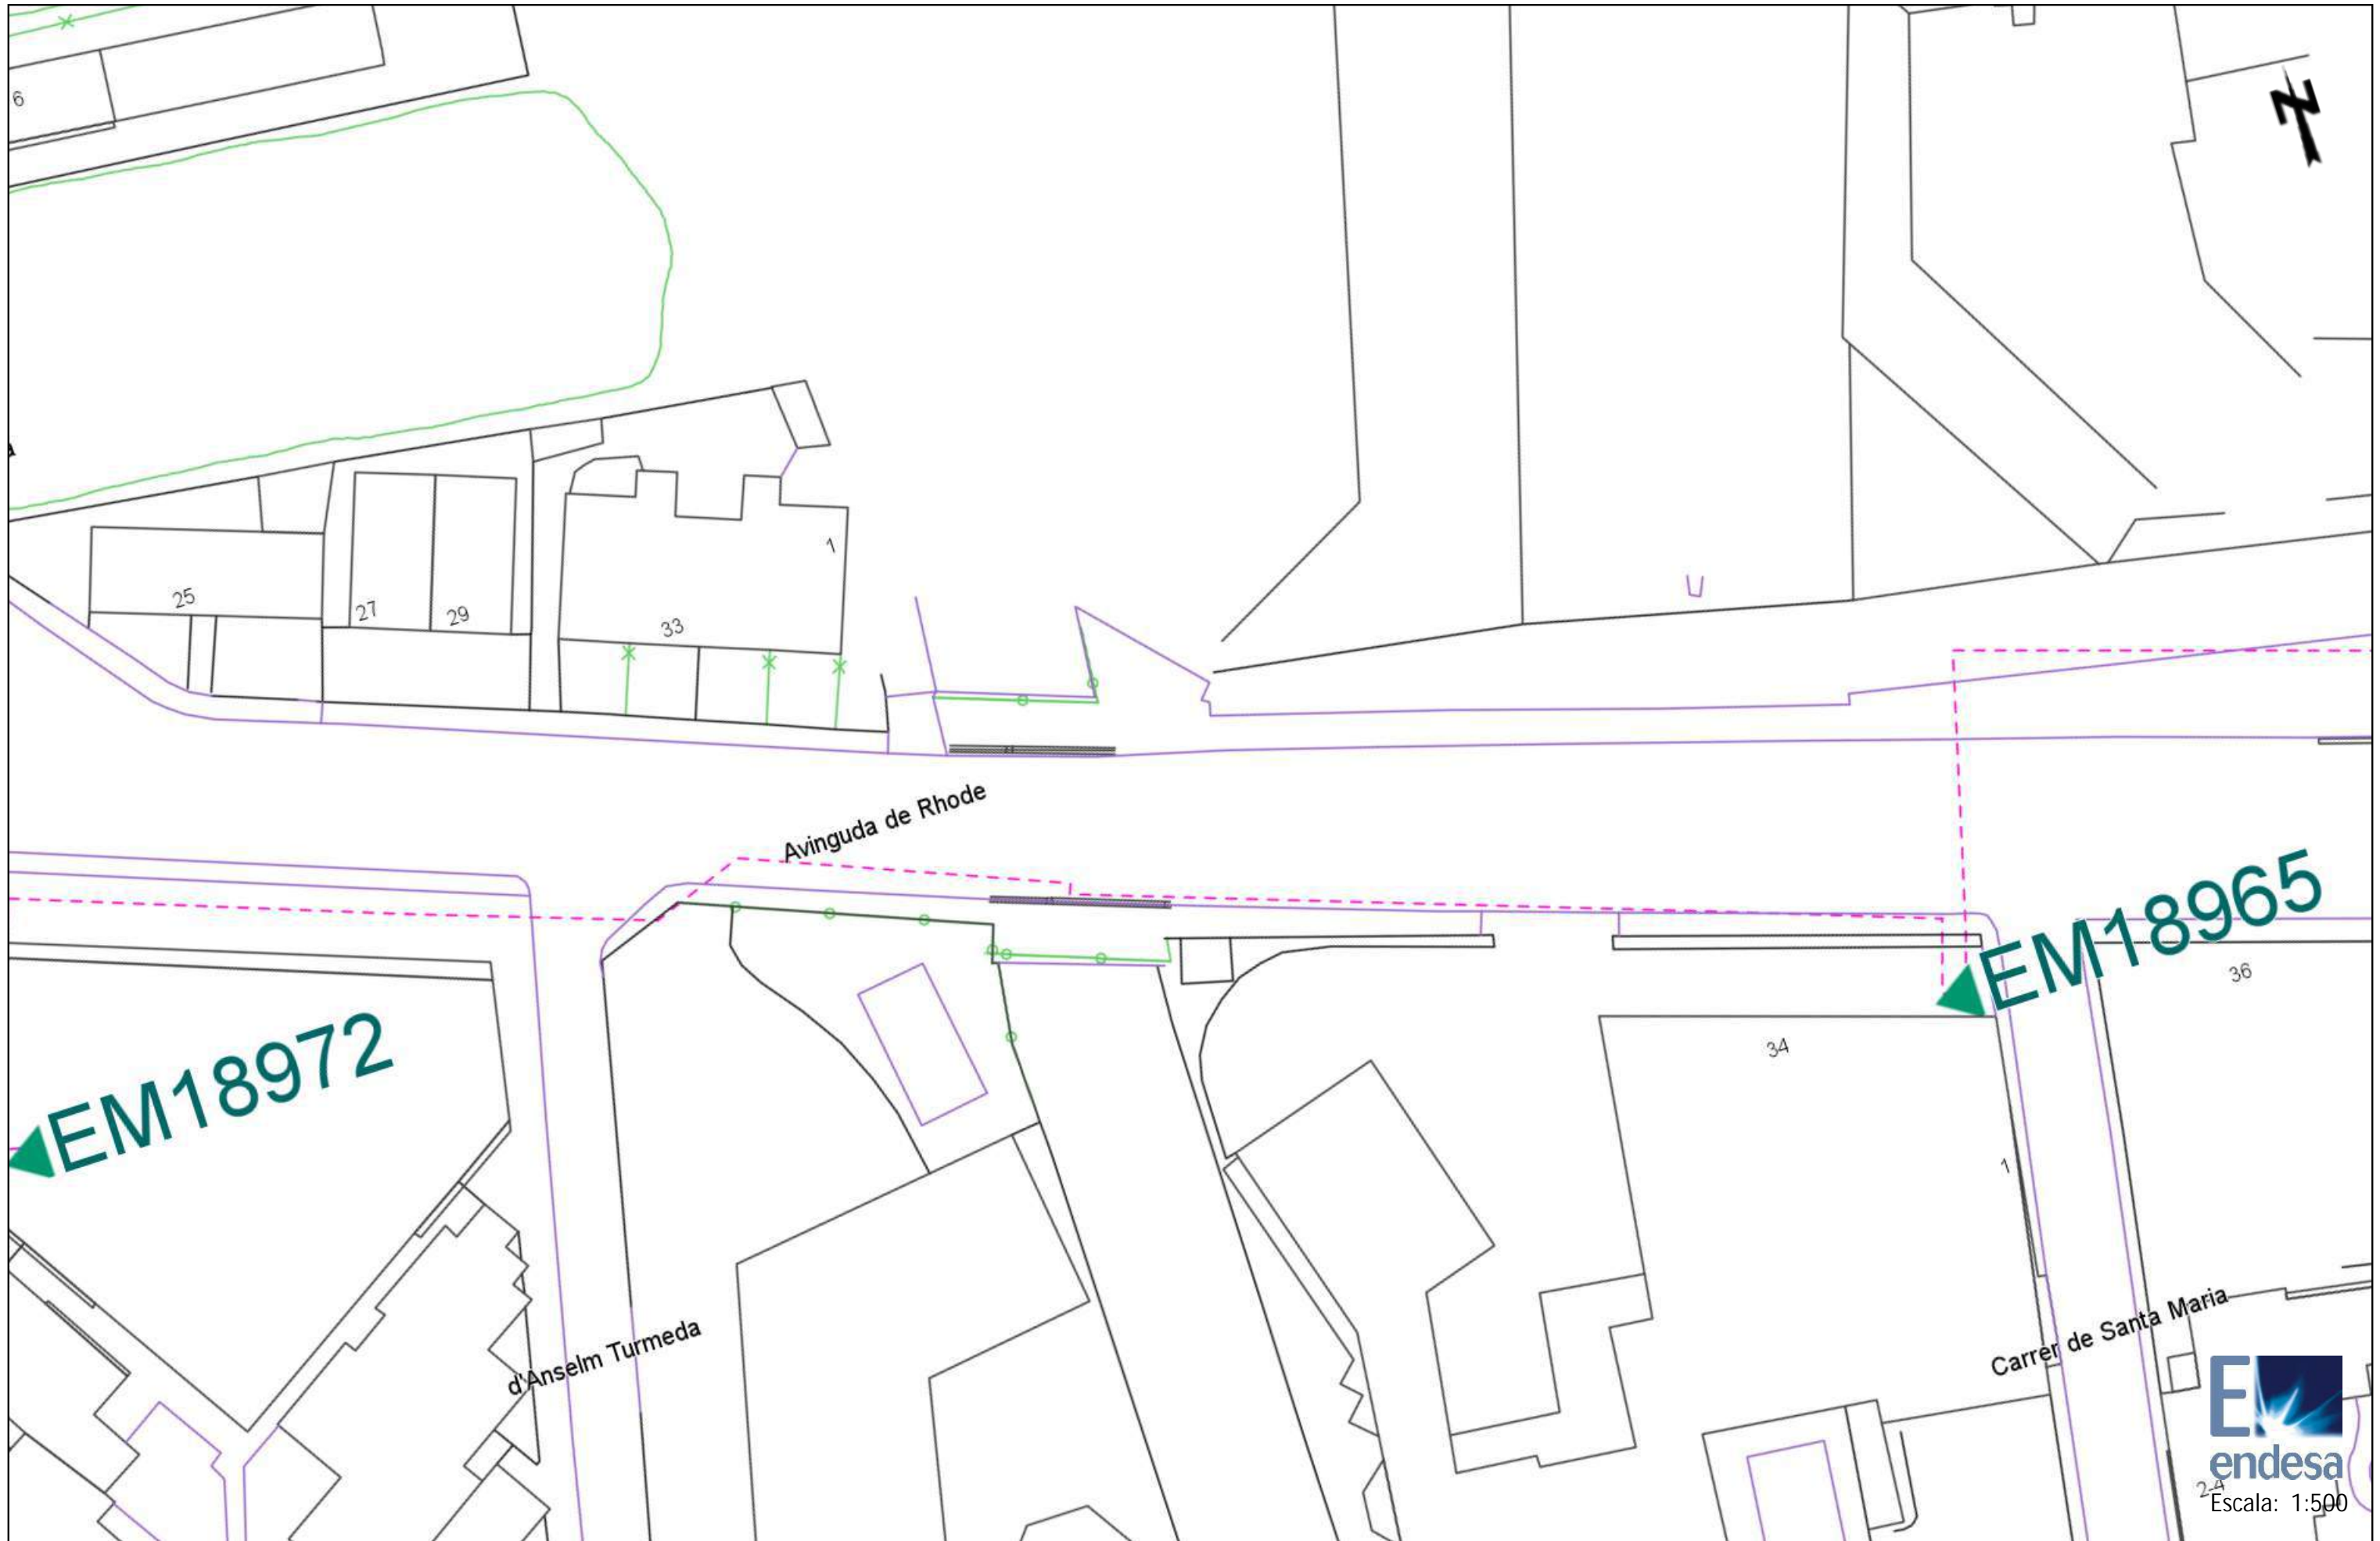 6
N
1
25
27
29
33
Avinguda de Rhode
EM18965
36
EM18972
34
1
d'Anselm Turmeda
Carrer de Santa Maria
E
endesa
2-4
Escala: 1:500